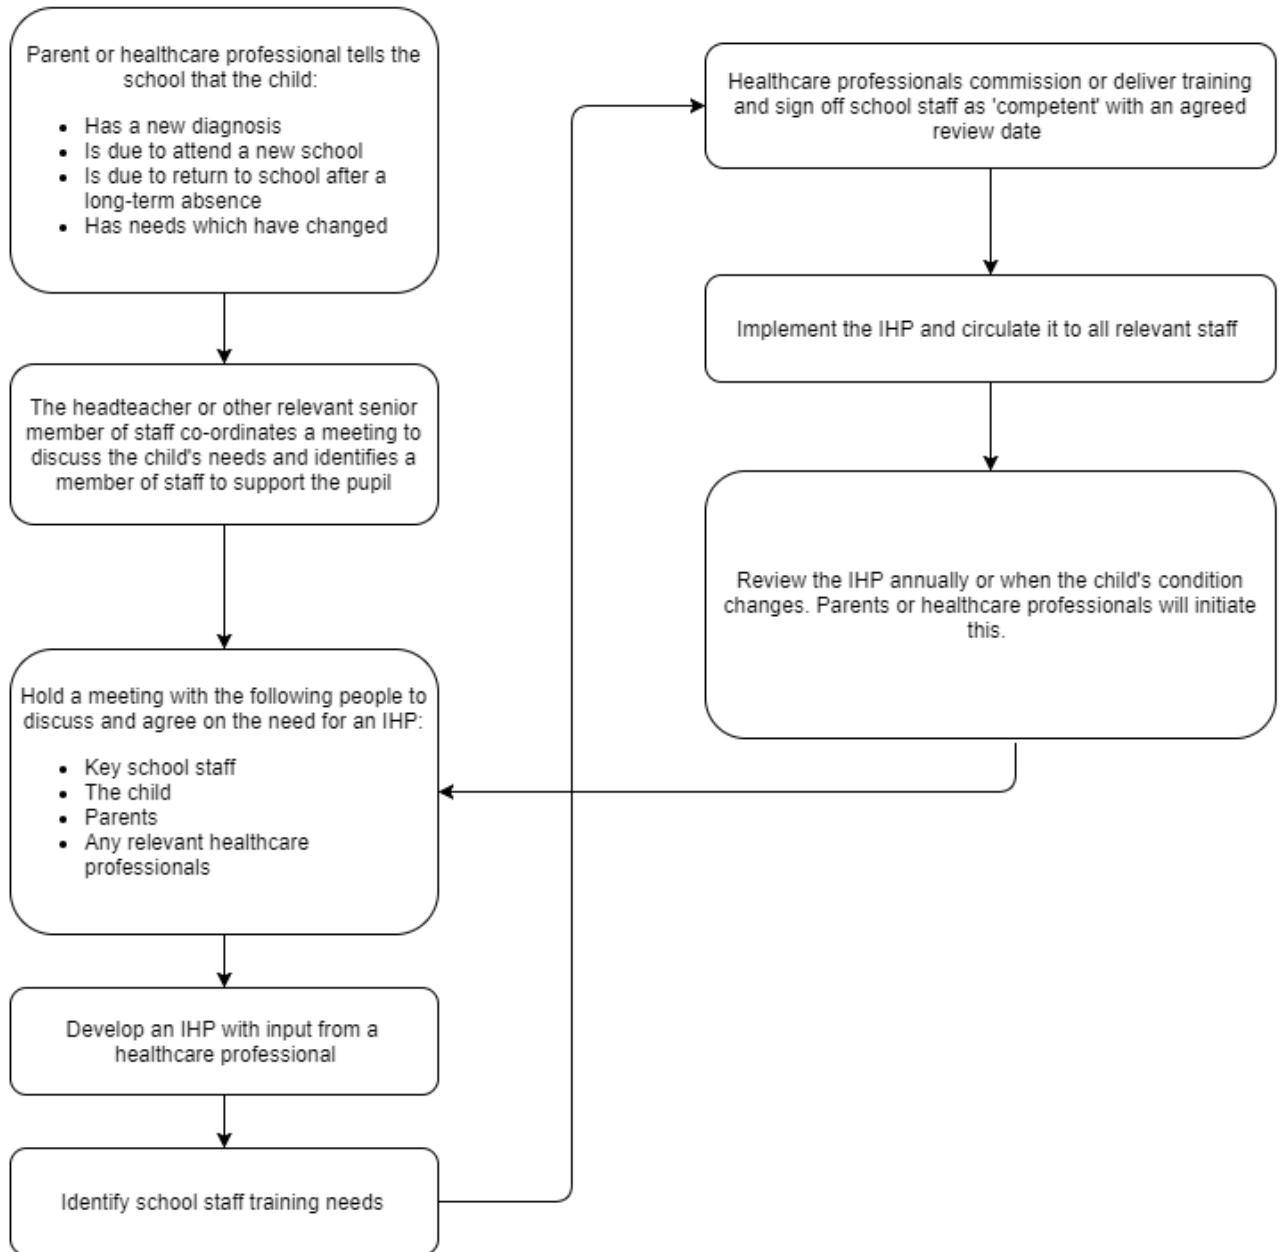 Parent or healthcare professional tells the
school that the child:
• Has a new diagnosis
• Is due to attend a new school
• Is due to return to school after a
long-term absence
• Has needs which have changed
The headteacher or other relevant senior
member of staff co-ordinates a meeting to
discuss the child's needs and identifies a
member of staff to support the pupil
Hold a meeting with the following people to
discuss and agree on the need for an IHP:
• Key school staff
• The child
• Parents
• Any relevant healthcare
professionals
Develop an IHP with input from a
healthcare professional
Identify school staff training needs
Healthcare professionals commission or deliver training
and sign off school staff as 'competent' with an agreed
review date
Implement the IHP and circulate it to all relevant staff
Review the IHP annually or when the child's condition
changes. Parents or healthcare professionals will initiate
this.